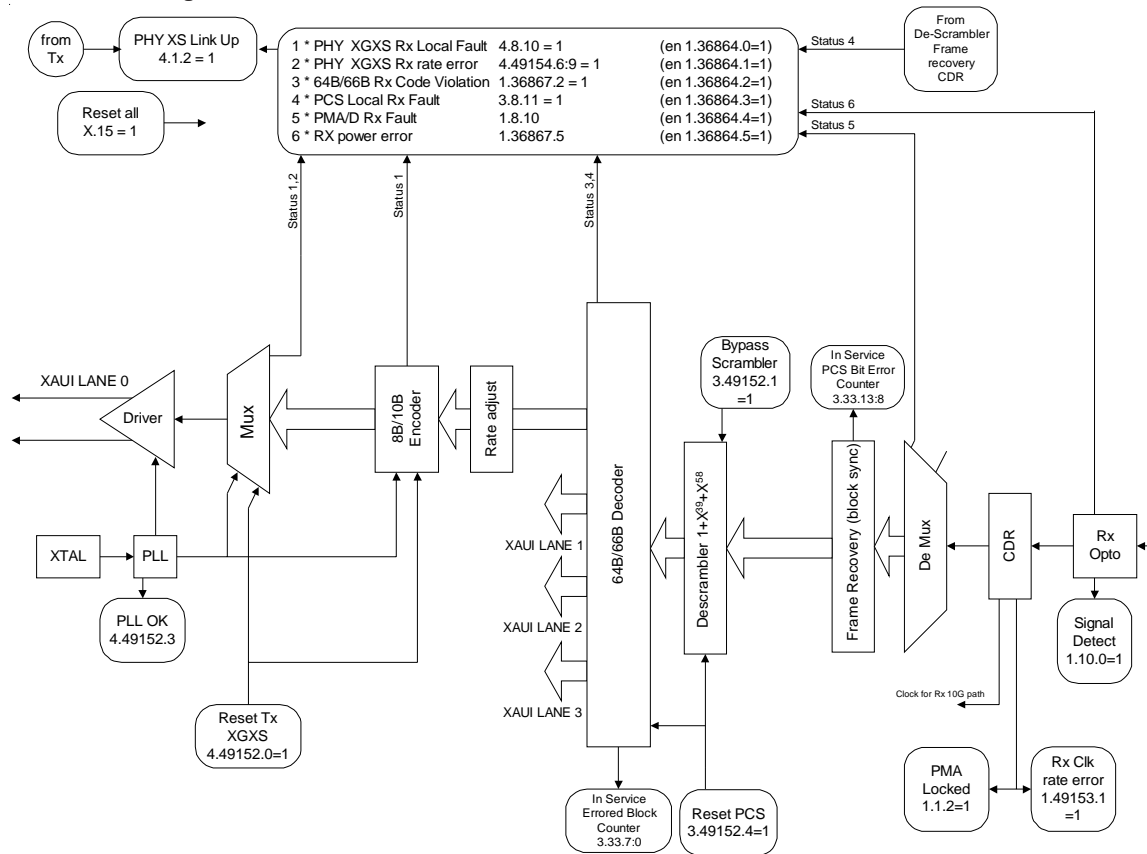 from
Tx
PHY XS Link Up
4.1.2 = 1
Reset all
X.15 = 1
1 * PHY XGXS Rx Local Fault 4.8.10 = 1 (en 1.36864.0=1)
2 * PHY XGXS Rx rate error 4.49154.6:9 = 1 (en 1.36864.1=1)
3 * 64B/66B Rx Code Violation 1.36867.2 = 1 (en 1.36864.2=1)
4 * PCS Local Rx Fault 3.8.11 = 1 (en 1.36864.3=1)
5 * PMA/D Rx Fault 1.8.10 (en 1.36864.4=1)
6 * RX power error 1.36867.5 (en 1.36864.5=1)
Status 4
From
De-Scrambler
Frame
recovery
CDR
Status 6
Status 5
Status 1,2
Status 1
Status 3,4
XAUI LANE 0
Driver
Mux
8B/10B
Encoder
Rate adjust
64B/66B Decoder
Bypass
Scrambler
3.49152.1
=1
In Service
PCS Bit Error
Counter
3.33.13:8
Descrambler 1+X39+X58
Frame Recovery (block sync)
De Mux
CDR
Rx
Opto
XTAL
PLL
PLL OK
4.49152.3
XAUI LANE 1
XAUI LANE 2
XAUI LANE 3
Signal
Detect
1.10.0=1
Clock for Rx 10G path
Reset Tx
XGXS
4.49152.0=1
In Service
Errored Block
Counter
3.33.7:0
Reset PCS
3.49152.4=1
PMA
Locked
1.1.2=1
Rx Clk
rate error
1.49153.1
=1